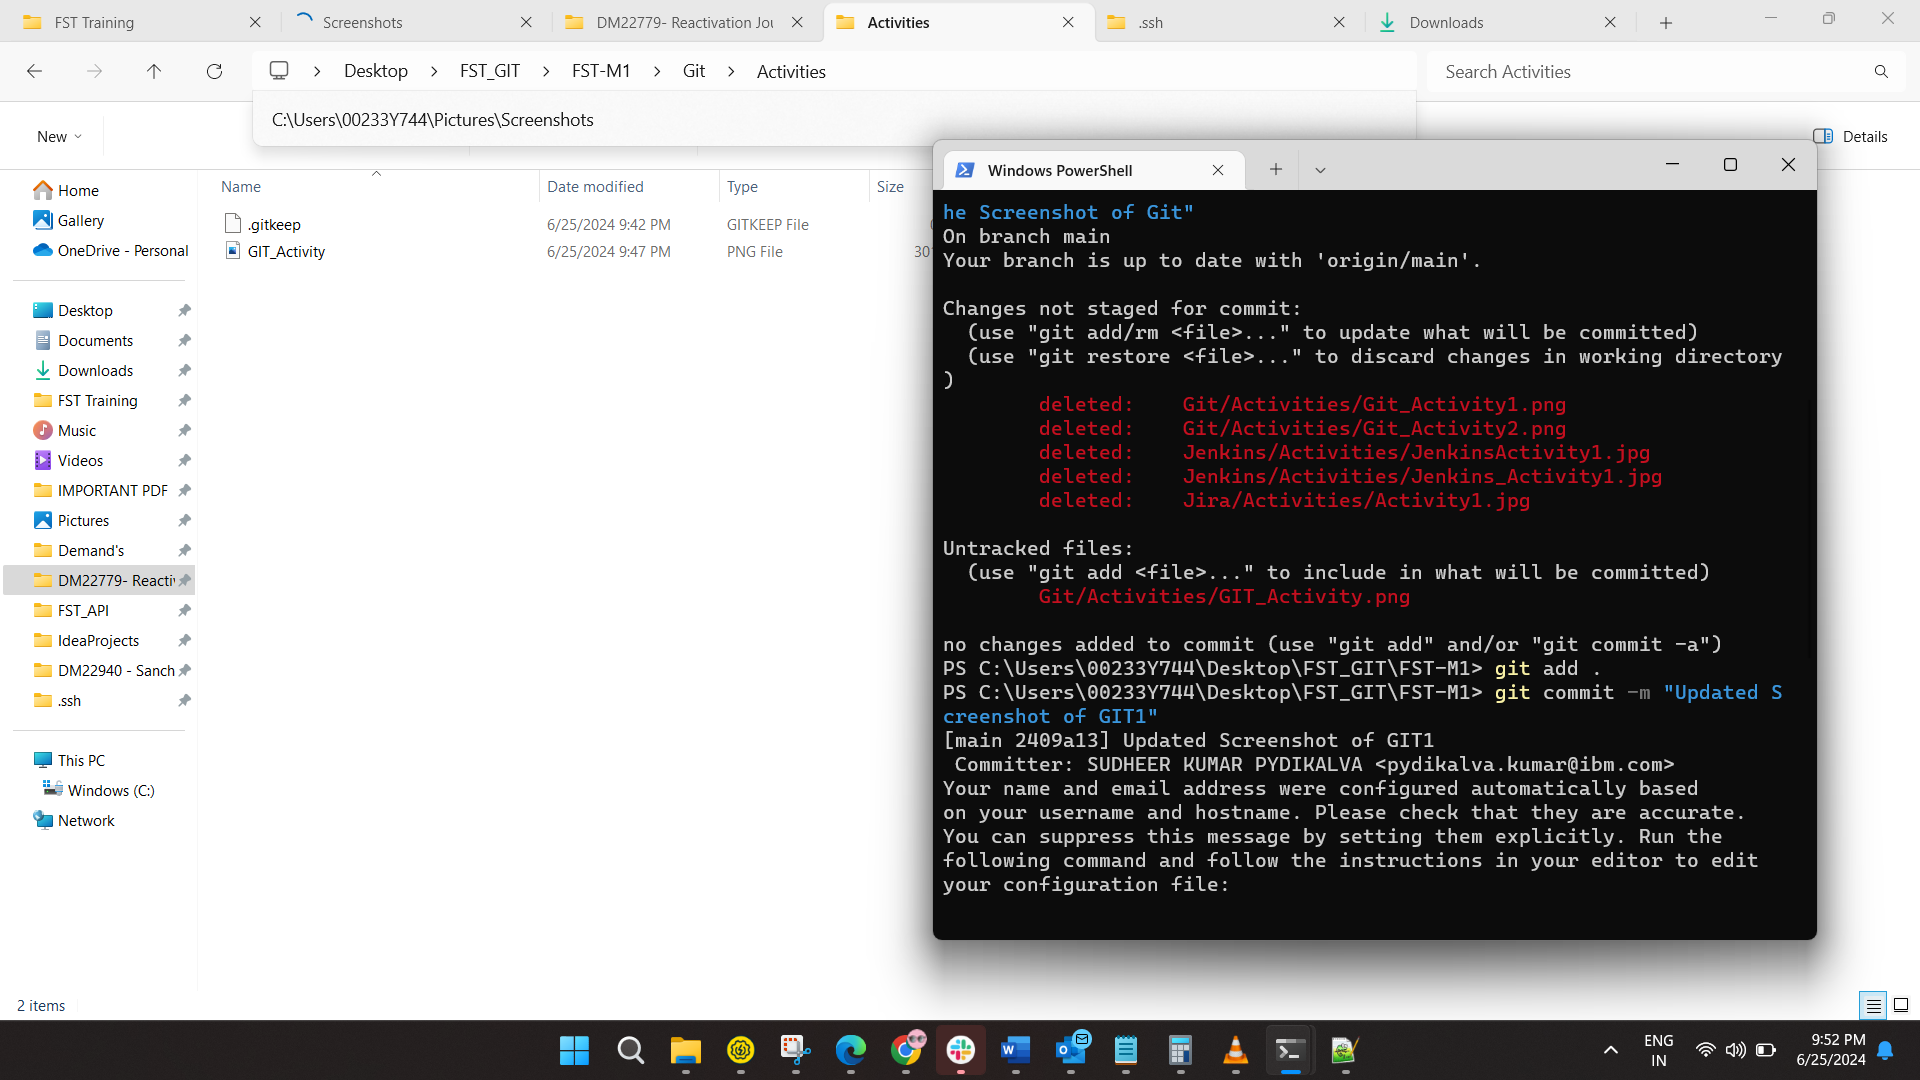 FST Training
Screenshots
DM22779- Reactivation Jou
Activities
.ssh
Downloads
Desktop
FST_GIT
FST-M1
Git
Activities
Search Activities
C:\Users\00233Y744\Pictures\Screenshots
New
Details
Name
Date modified
Type
Size
.gitkeep
6/25/2024 9:42 PM
GITKEEP File
GIT_Activity
6/25/2024 9:47 PM
PNG File
Home
Gallery
OneDrive - Personal
Desktop
Documents
Downloads
FST Training
Music
Videos
IMPORTANT PDF
Pictures
Demand's
DM22779- Reactiv
FST_API
IdeaProjects
DM22940 - Sanch
.ssh
This PC
Windows (C:)
Network
2 items
Windows PowerShell
he Screenshot of Git"
On branch main
Your branch is up to date with 'origin/main'.
Changes not staged for commit:
(use "git add/rm <file>..." to update what will be committed)
(use "git restore <file>..." to discard changes in working directory
)
deleted: Git/Activities/Git_Activity1.png
deleted: Git/Activities/Git_Activity2.png
deleted: Jenkins/Activities/JenkinsActivity1.jpg
deleted: Jenkins/Activities/Jenkins_Activity1.jpg
deleted: Jira/Activities/Activity1.jpg
Untracked files:
(use "git add <file>..." to include in what will be committed)
Git/Activities/GIT_Activity.png
no changes added to commit (use "git add" and/or "git commit -a")
PS C:\Users\00233Y744\Desktop\FST_GIT\FST-M1> git add .
PS C:\Users\00233Y744\Desktop\FST_GIT\FST-M1> git commit -m "Updated S
creenshot of GIT1"
[main 2409a13] Updated Screenshot of GIT1
Committer: SUDHEER KUMAR PYDIKALVA <pydikalva.kumar@ibm.com>
Your name and email address were configured automatically based
on your username and hostname. Please check that they are accurate.
You can suppress this message by setting them explicitly. Run the
following command and follow the instructions in your editor to edit
your configuration file:
ENG
IN
9:52 PM
6/25/2024